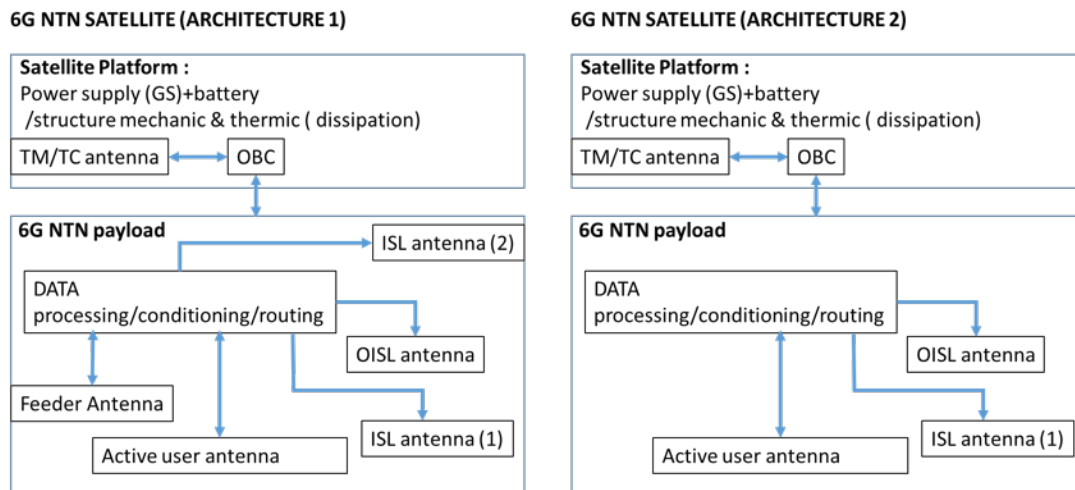 6G NTN SATELLITE (ARCHITECTURE 1)
Satellite Platform :
Power supply (GS)+battery
/structure mechanic & thermic ( dissipation)
TM/TC antenna
OBC
6G NTN payload
ISL antenna (2)
DATA
processing/conditioning/routing
OISL antenna
Feeder Antenna
ISL antenna (1)
Active user antenna
6G NTN SATELLITE (ARCHITECTURE 2)
Satellite Platform :
Power supply (GS)+battery
/structure mechanic & thermic ( dissipation)
TM/TC antenna
OBC
6G NTN payload
DATA
processing/conditioning/routing
OISL antenna
ISL antenna (1)
Active user antenna